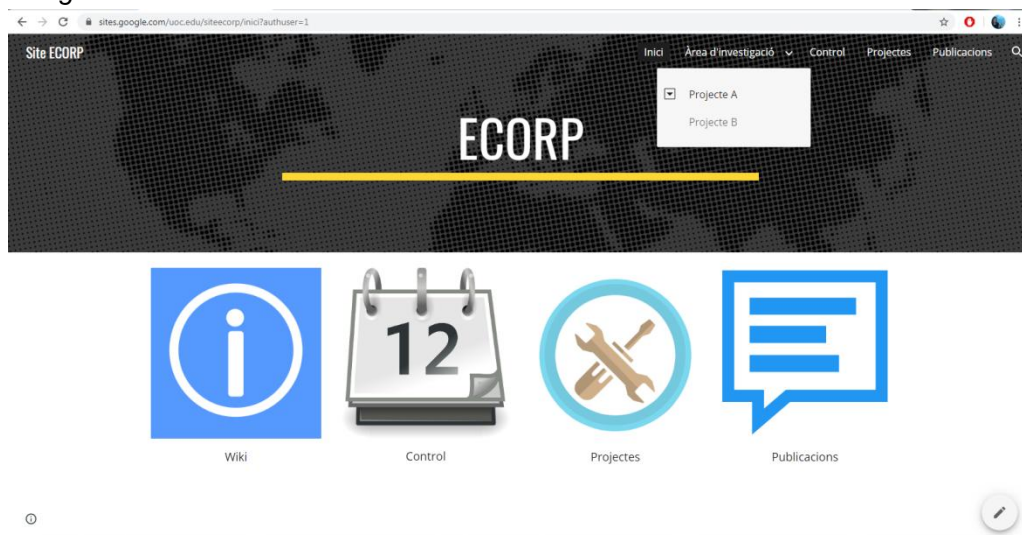 sites.google.com/uoc.edu/siteecorp/inici?authuser=1
Site ECORP
Inici Àrea d'investigació Control Projectes Publicacions
Projecte A
Projecte B
ECORP
12
Wiki Control Projectes Publicacions